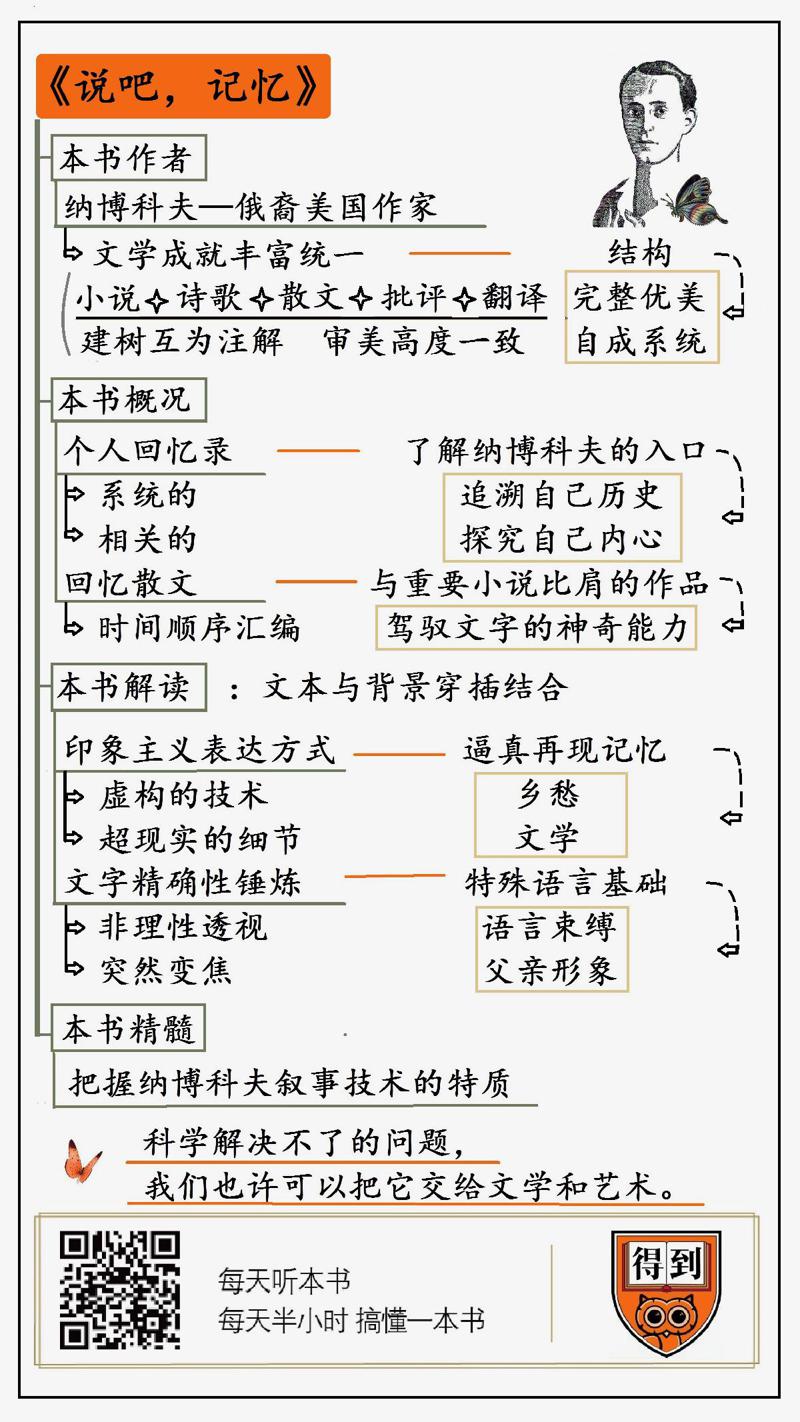 《说吧，记忆》
本书作者
纳博科夫—俄裔美国作家
文学成就丰富统一 结构
小说✧诗歌✧散文✧批评✧翻译 完整优美
建树互为注解 审美高度一致 自成系统
本书概况
个人回忆录 了解纳博科夫的入口
系统的 追溯自己历史
相关的 探究自己内心
回忆散文 与重要小说比肩的作品
时间顺序汇编 驾驭文字的神奇能力
本书解读 ：文本与背景穿插结合
印象主义表达方式 逼真再现记忆
虚构的技术 乡愁
超现实的细节 文学
文字精确性锤炼 特殊语言基础
非理性透视 语言束缚
突然变焦 父亲形象
本书精髓
把握纳博科夫叙事技术的特质
科学解决不了的问题，
我们也许可以把它交给文学和艺术。
每天听本书
每天半小时 搞懂一本书
得到